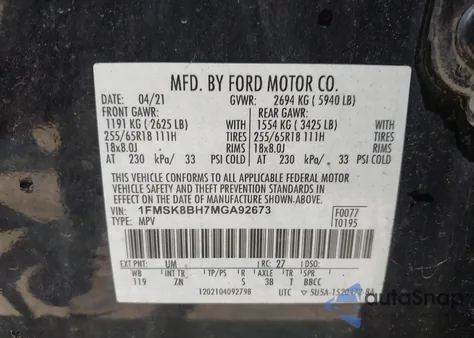 MFD. BY FORD MOTOR CO.
DATE: 04/21 GVWR: 2694 KG ( 5940 LB)
FRONT GAWR: REAR GAWR:
1191 KG ( 2625 LB) 1554 KG ( 3425 LB)
255/65R18 111H TIRES 255/65R18 111H TIRES
18x8.0J RIMS 18x8.0J RIMS
AT 230 kPa/ 33 PSI COLD AT 230 kPa/ 33 PSI COLD
THIS VEHICLE CONFORMS TO ALL APPLICABLE FEDERAL MOTOR
VEHICLE SAFETY AND THEFT PREVENTION STANDARDS IN EFFECT
ON THE DATE OF MANUFACTURE SHOWN ABOVE.
VIN: 1FMSK8BH7MGA92673 F0077
TYPE: MPV T0195
EXT PNT: UM RC: 27 DSO:
WB INT TR TP/PS R AXLE TR SPR
119 ZN S 38 T BBCC
1202104092798 UTC
AutoSnap